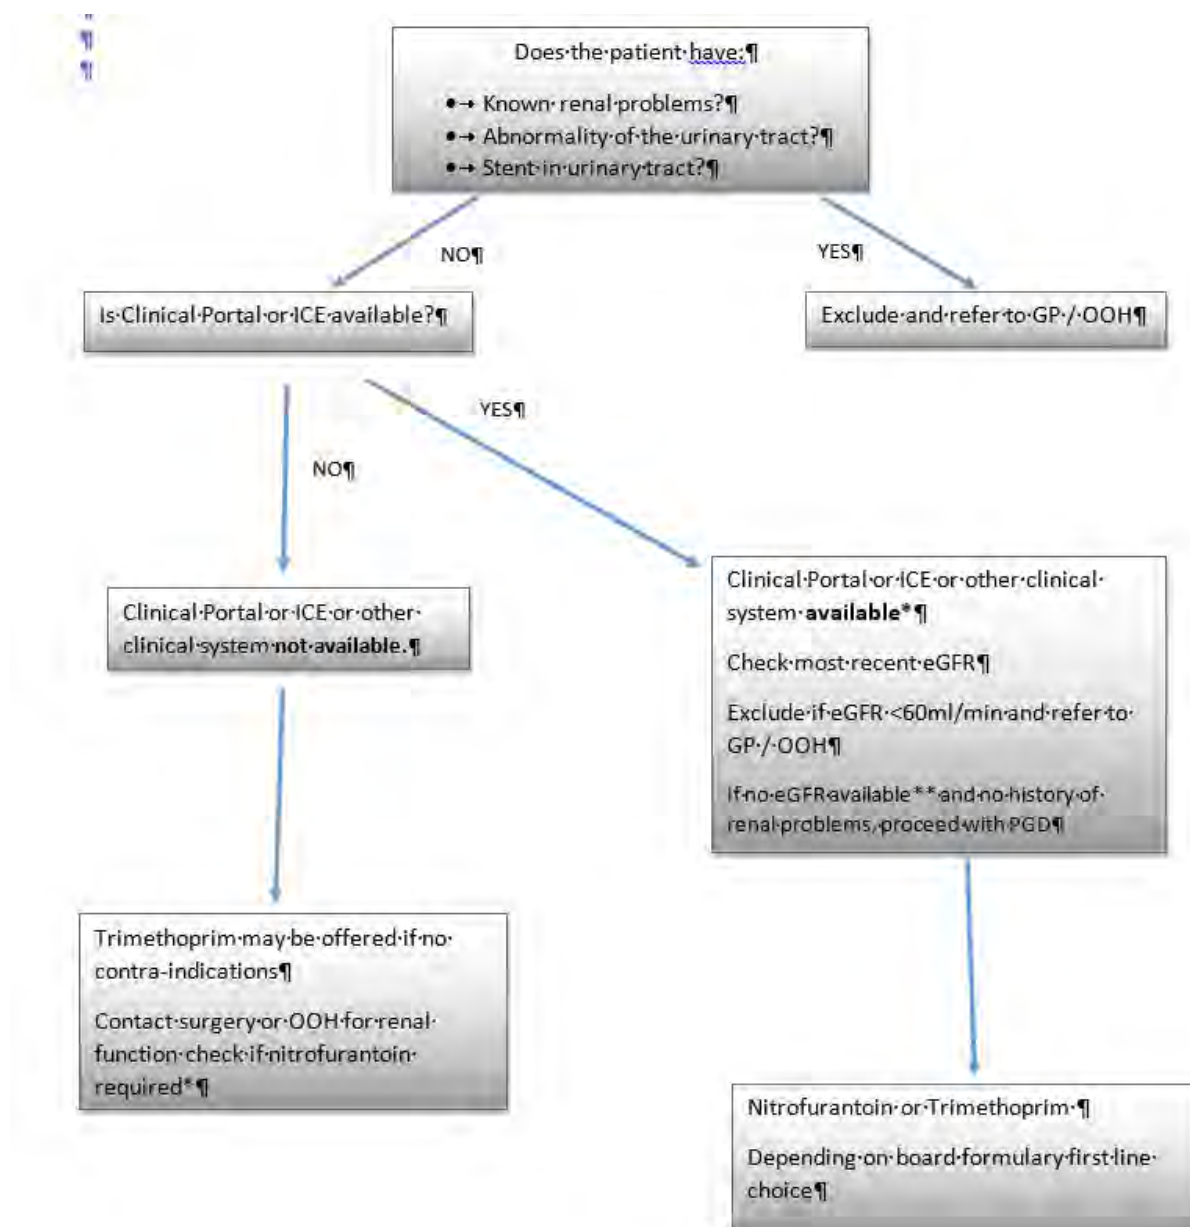 ¶
¶
¶
Does·the·patient·have:¶
●→ Known·renal·problems?¶
●→ Abnormality·of·the·urinary·tract?¶
●→ Stent·in·urinary·tract?¶
NO¶
YES¶
Is·Clinical·Portal·or·ICE·available?¶
Exclude·and·refer·to·GP·/·OOH¶
YES¶
NO¶
Clinical·Portal·or·ICE·or·other·
clinical·system·not·available.¶
Clinical·Portal·or·ICE·or·other·clinical·
system·available*¶
Check·most·recent·eGFR¶
Exclude·if·eGFR·<60ml/min·and·refer·to·
GP·/·OOH¶
If·no·eGFR·available**·and·no·history·of·
renal·problems,·proceed·with·PGD¶
Trimethoprim·may·be·offered·if·no·
contra-indications¶
Contact·surgery·or·OOH·for·renal·
function·check·if·nitrofurantoin·
required*¶
Nitrofurantoin·or·Trimethoprim·¶
Depending·on·board·formulary·first·line·
choice¶